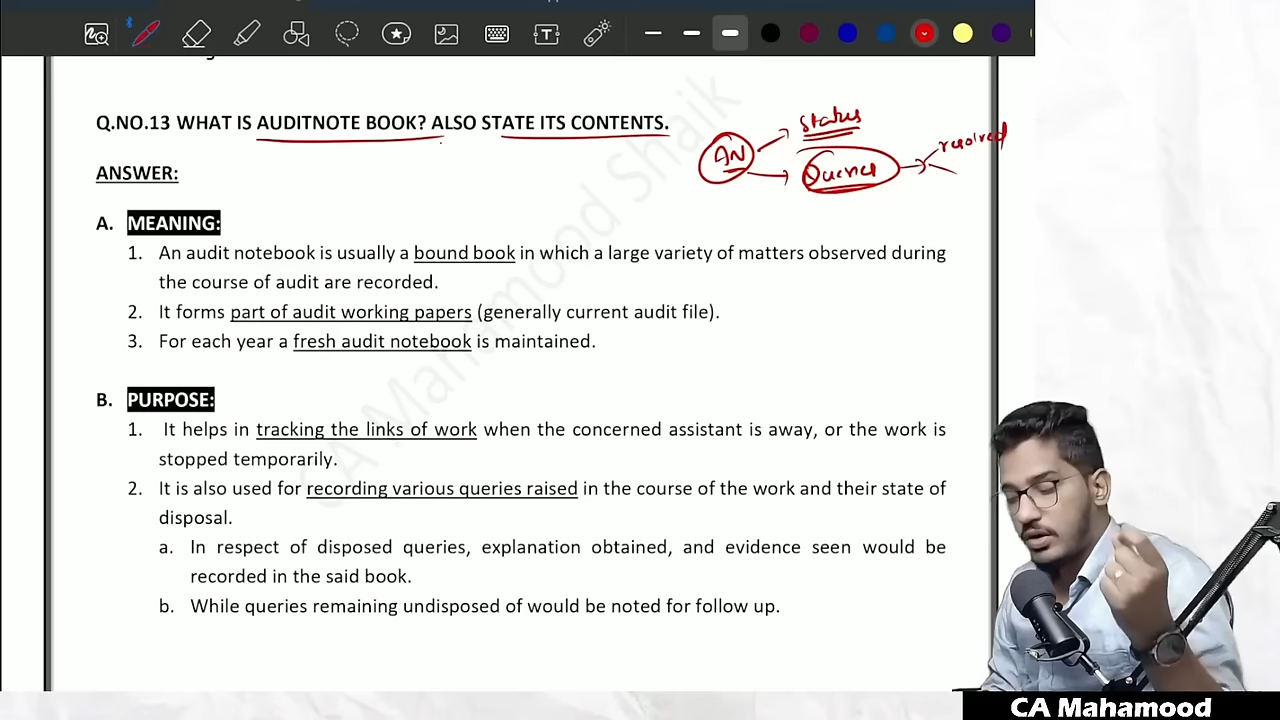 Q.NO.13 WHAT IS AUDITNOTE BOOK? ALSO STATE ITS CONTENTS.
AN
status
Queries
resolved
ANSWER:
A. MEANING:
1. An audit notebook is usually a bound book in which a large variety of matters observed during
the course of audit are recorded.
2. It forms part of audit working papers (generally current audit file).
3. For each year a fresh audit notebook is maintained.
B. PURPOSE:
1. It helps in tracking the links of work when the concerned assistant is away, or the work is
stopped temporarily.
2. It is also used for recording various queries raised in the course of the work and their state of
disposal.
a. In respect of disposed queries, explanation obtained, and evidence seen would be
recorded in the said book.
b. While queries remaining undisposed of would be noted for follow up.
CA Mahamood Shaik
CA Mahamood